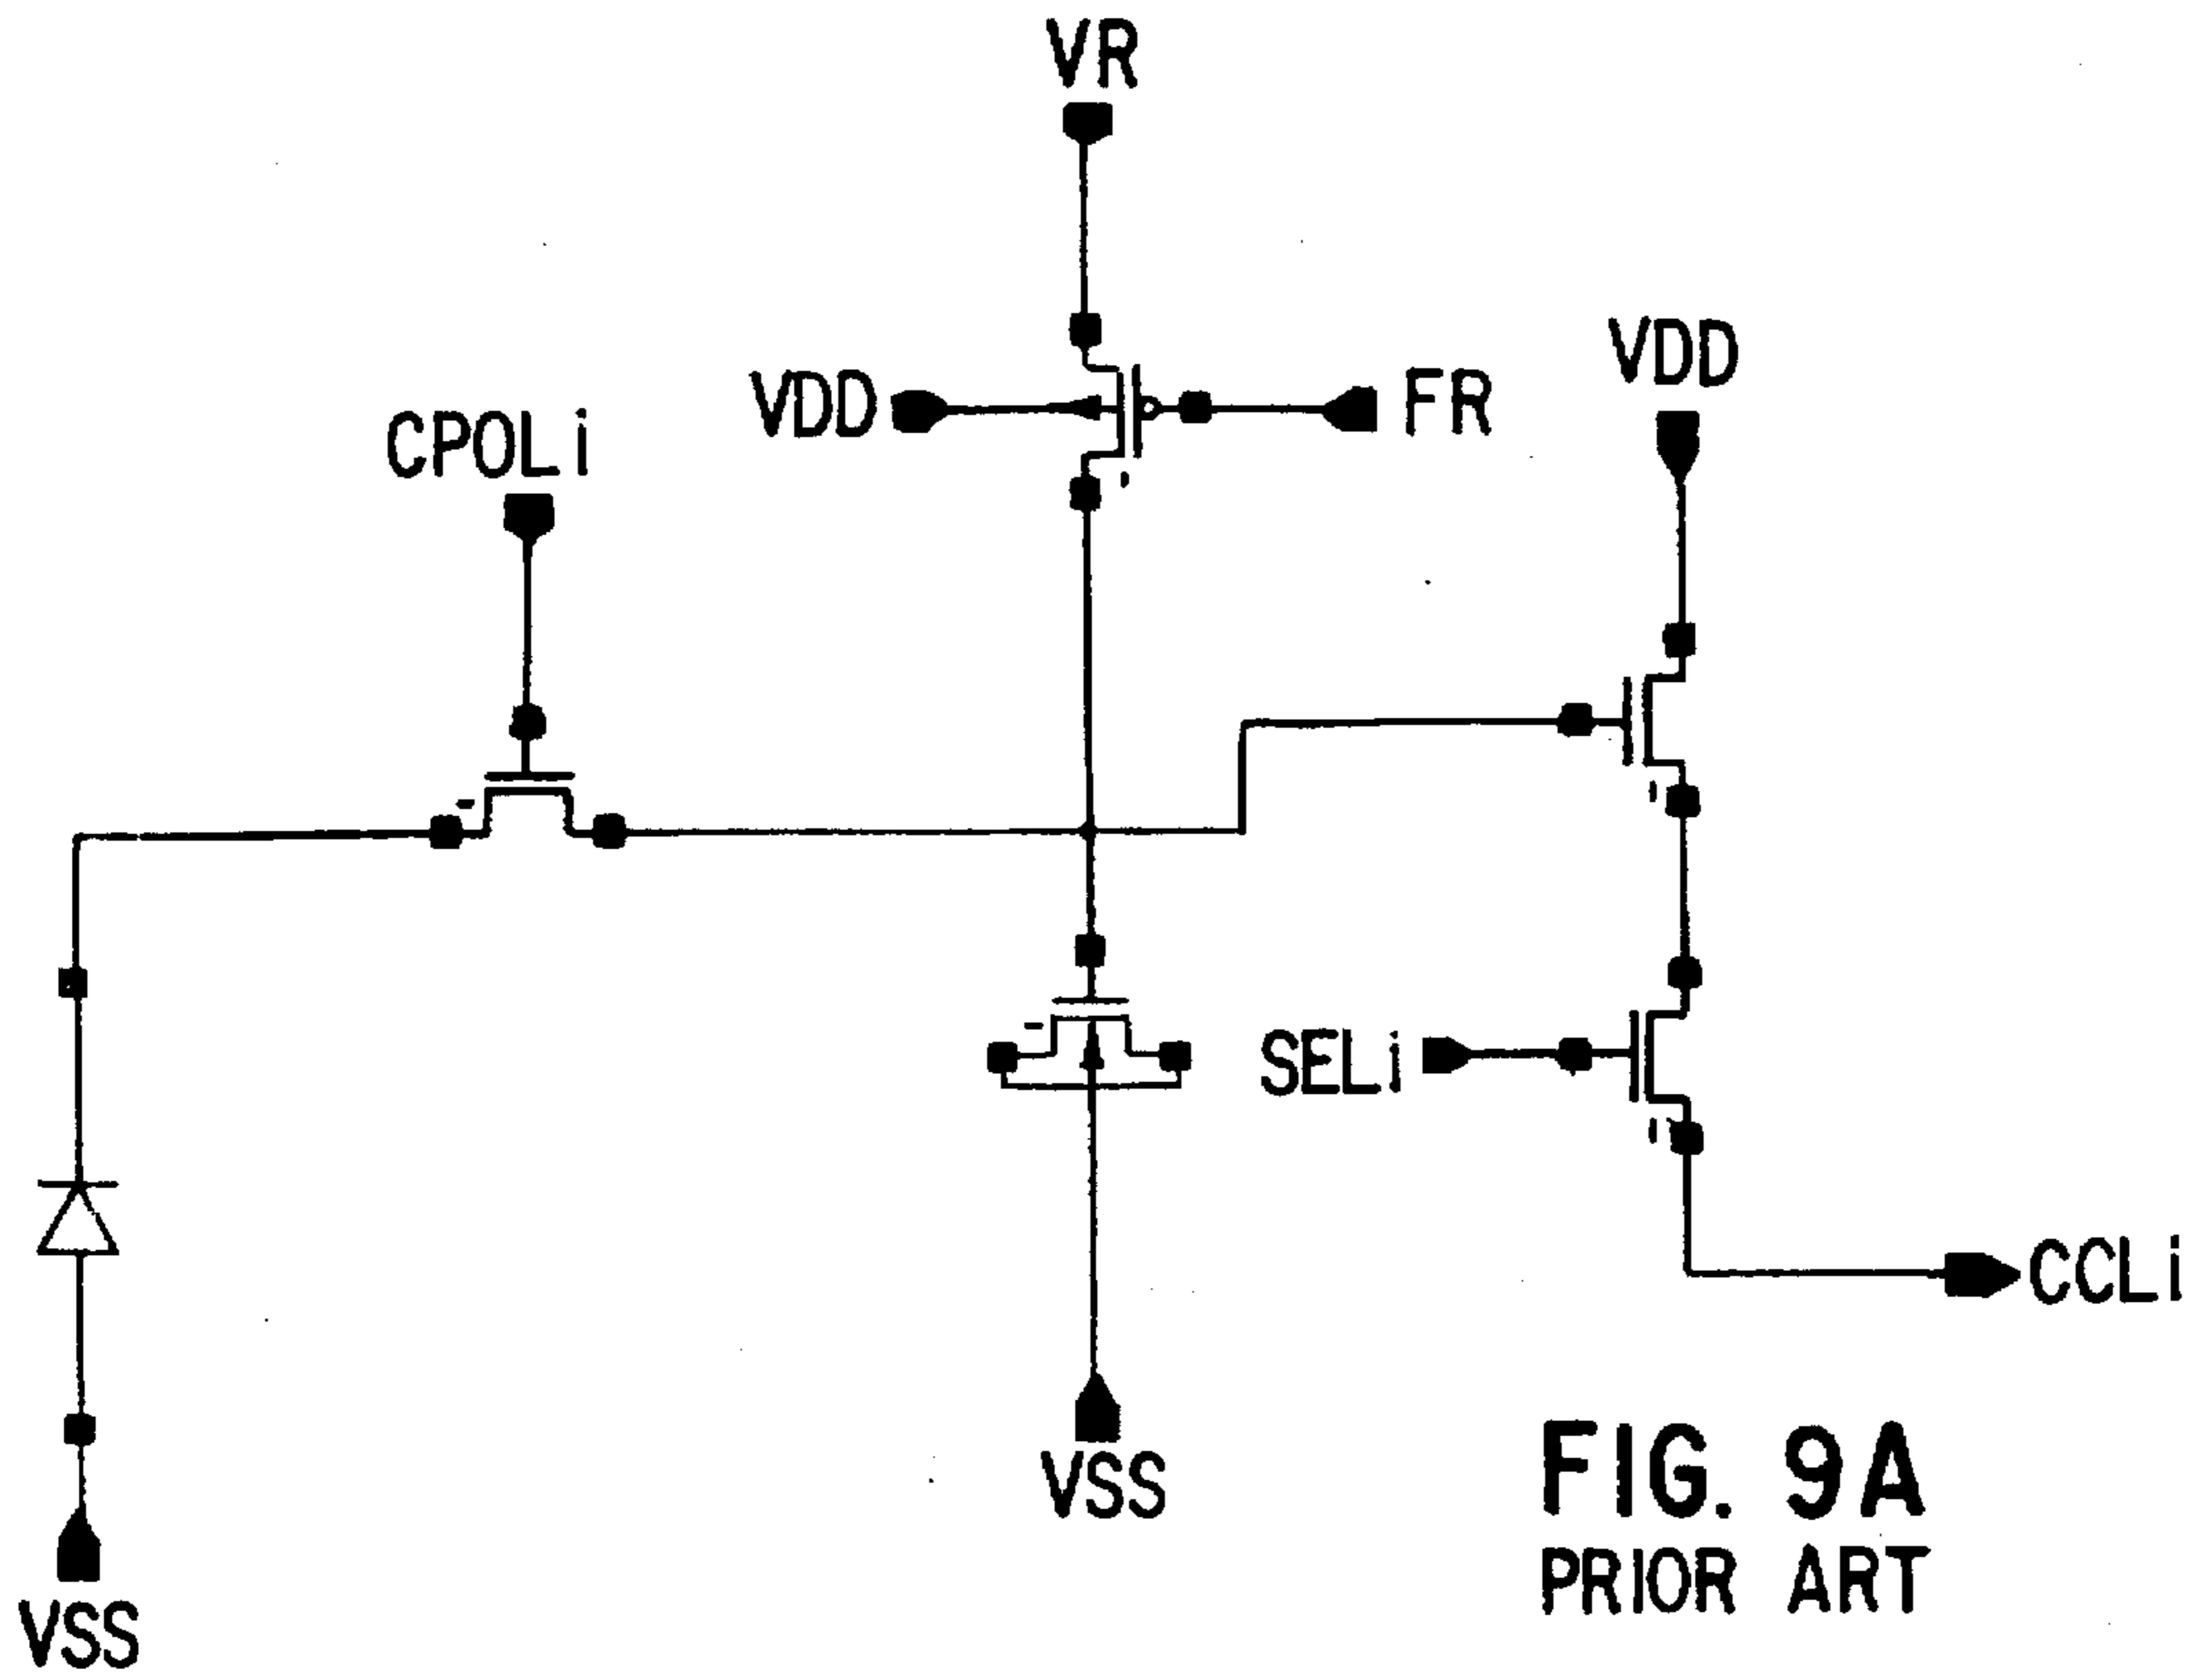 VR
VDD
FR
VDD
CPOLi
SELi
CCLi
VSS
VSS
FIG. 9A
PRIOR ART